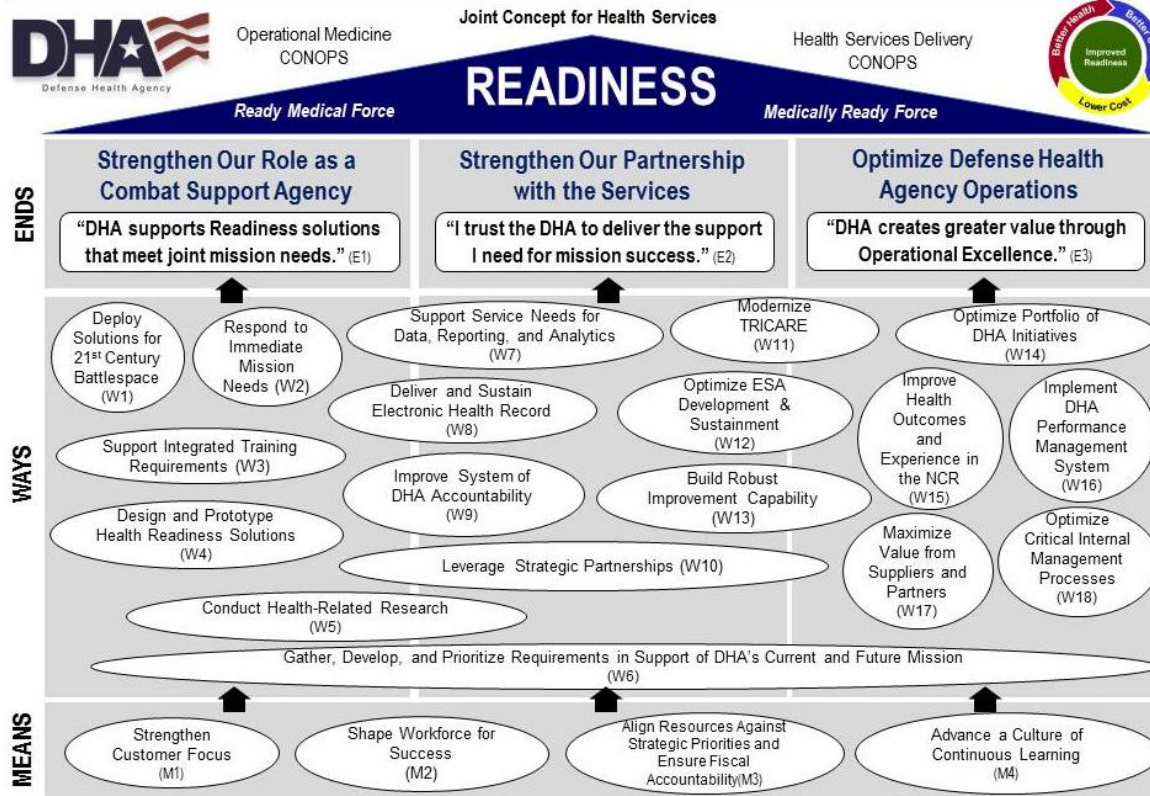 DHA
Defense Health Agency
Operational Medicine
CONOPS
Joint Concept for Health Services
Health Services Delivery
CONOPS
READINESS
Ready Medical Force
Medically Ready Force
Better Health
Improved
Readiness
Lower Cost
ENDS
Strengthen Our Role as a
Combat Support Agency
"DHA supports Readiness solutions
that meet joint mission needs." (E1)
Strengthen Our Partnership
with the Services
"I trust the DHA to deliver the support
I need for mission success." (E2)
Optimize Defense Health
Agency Operations
"DHA creates greater value through
Operational Excellence." (E3)
WAYS
Deploy
Solutions for
21st Century
Battlespace
(W1)
Respond to
Immediate
Mission
Needs (W2)
Support Integrated Training
Requirements (W3)
Design and Prototype
Health Readiness Solutions
(W4)
Conduct Health-Related Research
(W5)
Gather, Develop, and Prioritize Requirements in Support of DHA's Current and Future Mission
(W6)
Support Service Needs for
Data, Reporting, and Analytics
(W7)
Deliver and Sustain
Electronic Health Record
(W8)
Improve System of
DHA Accountability
(W9)
Leverage Strategic Partnerships (W10)
Modernize
TRICARE
(W11)
Optimize ESA
Development &
Sustainment
(W12)
Build Robust
Improvement Capability
(W13)
Optimize Portfolio of
DHA Initiatives
(W14)
Improve
Health
Outcomes
and
Experience in
the NCR
(W15)
Implement
DHA
Performance
Management
System
(W16)
Maximize
Value from
Suppliers and
Partners
(W17)
Optimize
Critical Internal
Management
Processes
(W18)
MEANS
Strengthen
Customer Focus
(M1)
Shape Workforce for
Success
(M2)
Align Resources Against
Strategic Priorities and
Ensure Fiscal
Accountability(M3)
Advance a Culture of
Continuous Learning
(M4)